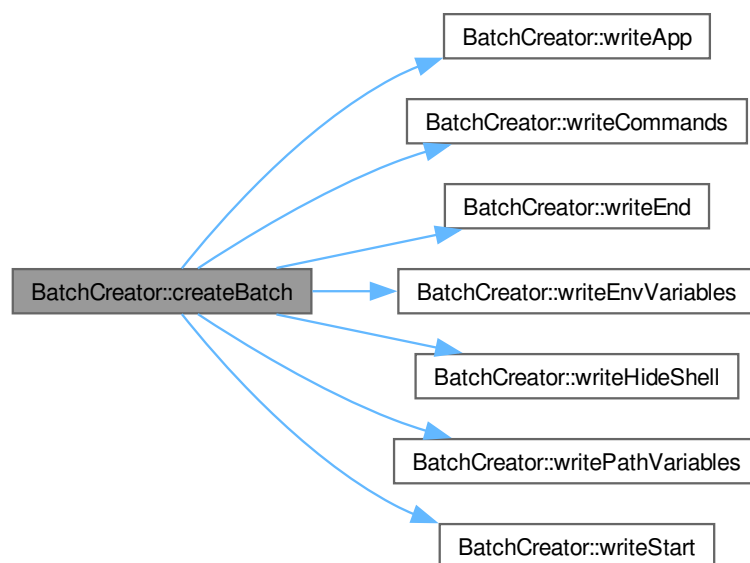 BatchCreator::writeApp
BatchCreator::writeCommands
BatchCreator::writeEnd
BatchCreator::createBatch
BatchCreator::writeEnvVariables
BatchCreator::writeHideShell
BatchCreator::writePathVariables
BatchCreator::writeStart